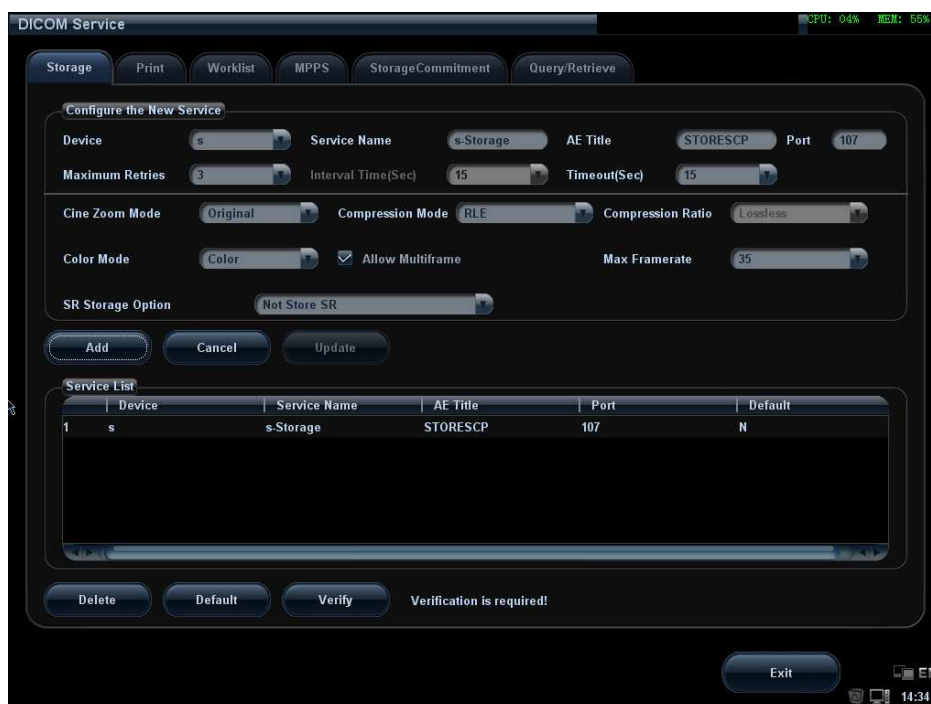 DICOM Service CPU: 04% MEM: 55%
Storage Print Worklist MPPS StorageCommitment Query/Retrieve
Configure the New Service
Device s Service Name s-Storage AE Title STORESCP Port 107
Maximum Retries 3 Interval Time(Sec) 15 Timeout(Sec) 15
Cine Zoom Mode Original Compression Mode RLE Compression Ratio Lossless
Color Mode Color Allow Multiframe Max Framerate 35
SR Storage Option Not Store SR
Add Cancel Update
Service List
Device Service Name AE Title Port Default
1 s s-Storage STORESCP 107 N
Delete Default Verify Verification is required!
Exit
14:34